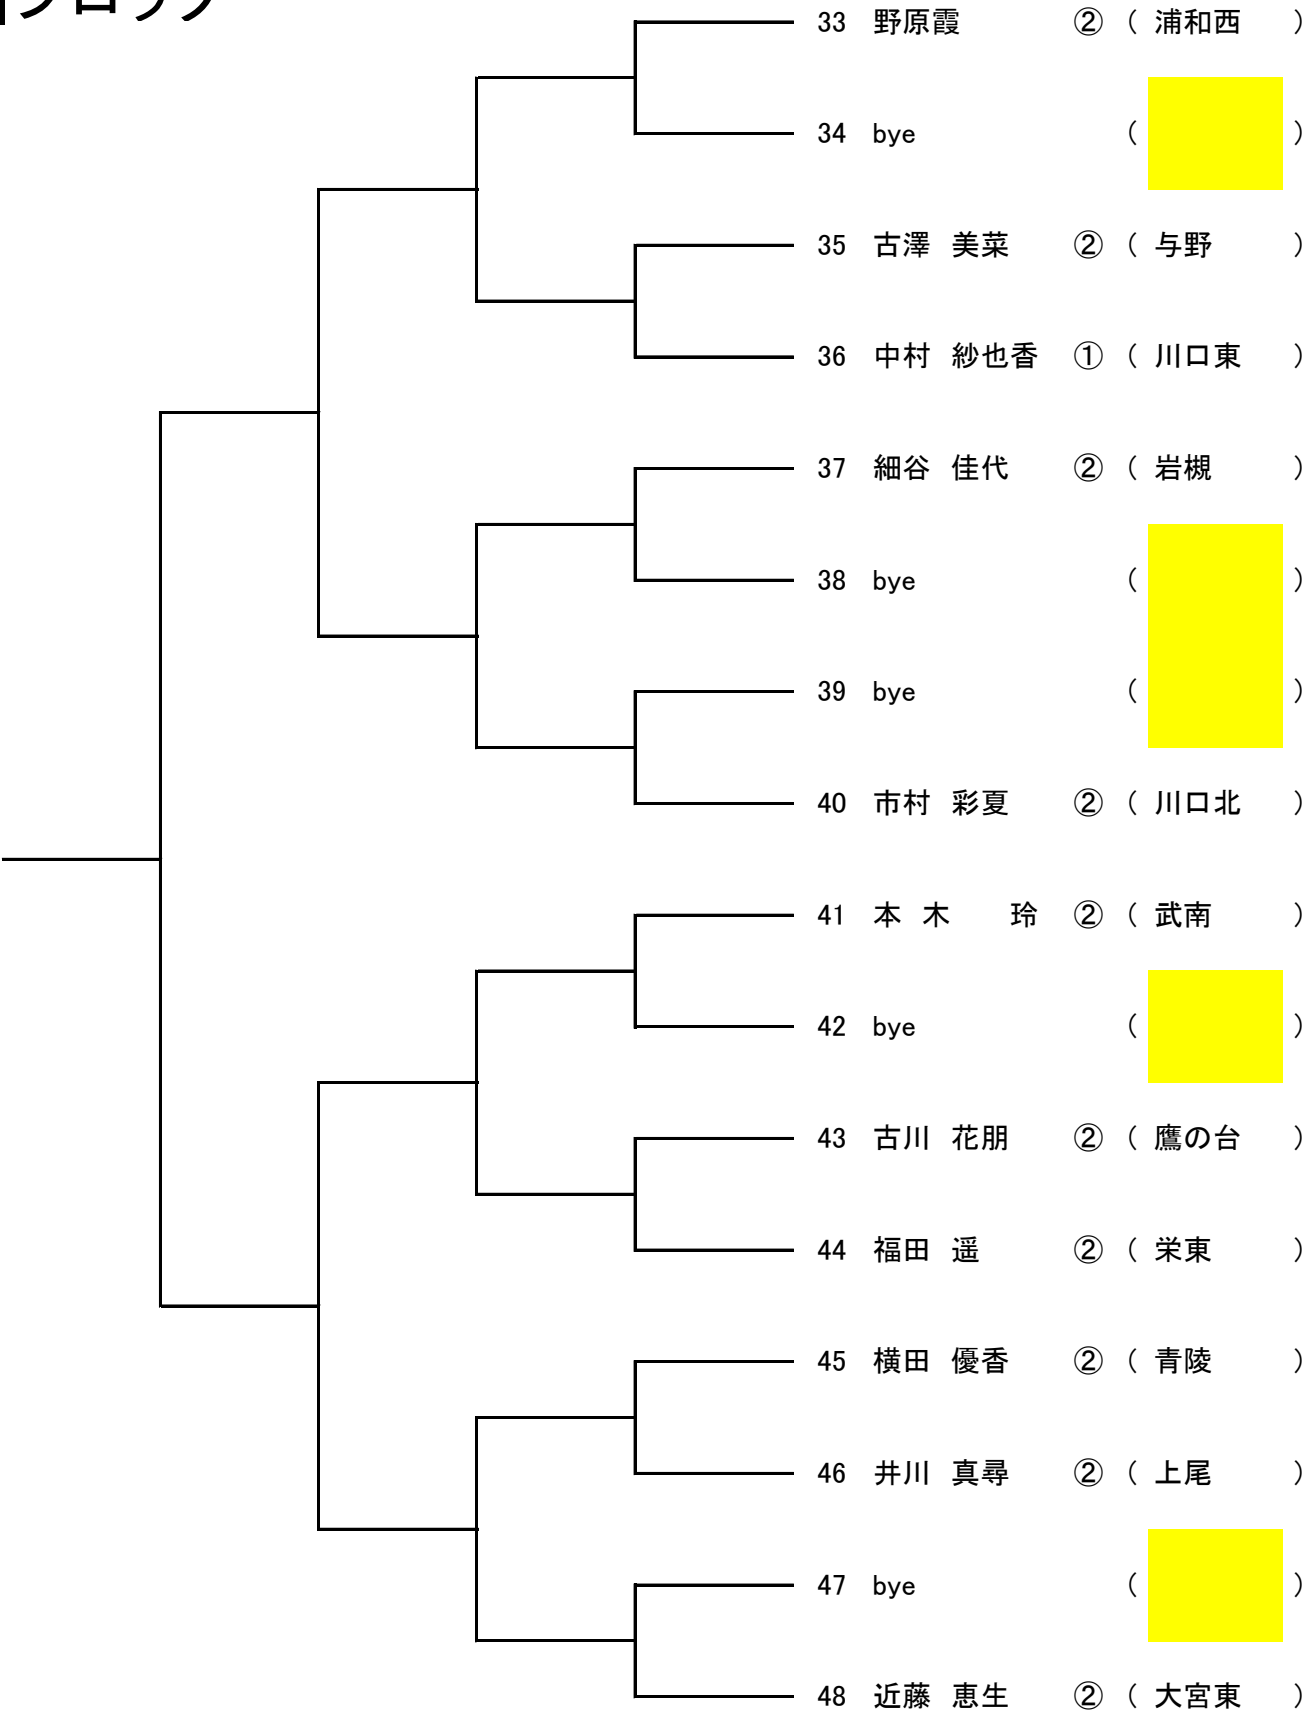 ブロック
33 野原霞 ② ( 浦和西 )
34 bye ( )
35 古澤 美菜 ② ( 与野 )
36 中村 紗也香 ① ( 川口東 )
37 細谷 佳代 ② ( 岩槻 )
38 bye ( )
39 bye ( )
40 市村 彩夏 ② ( 川口北 )
41 本 木 玲 ② ( 武南 )
42 bye ( )
43 古川 花朋 ② ( 鷹の台 )
44 福田 遥 ② ( 栄東 )
45 横田 優香 ② ( 青陵 )
46 井川 真尋 ② ( 上尾 )
47 bye ( )
48 近藤 恵生 ② ( 大宮東 )